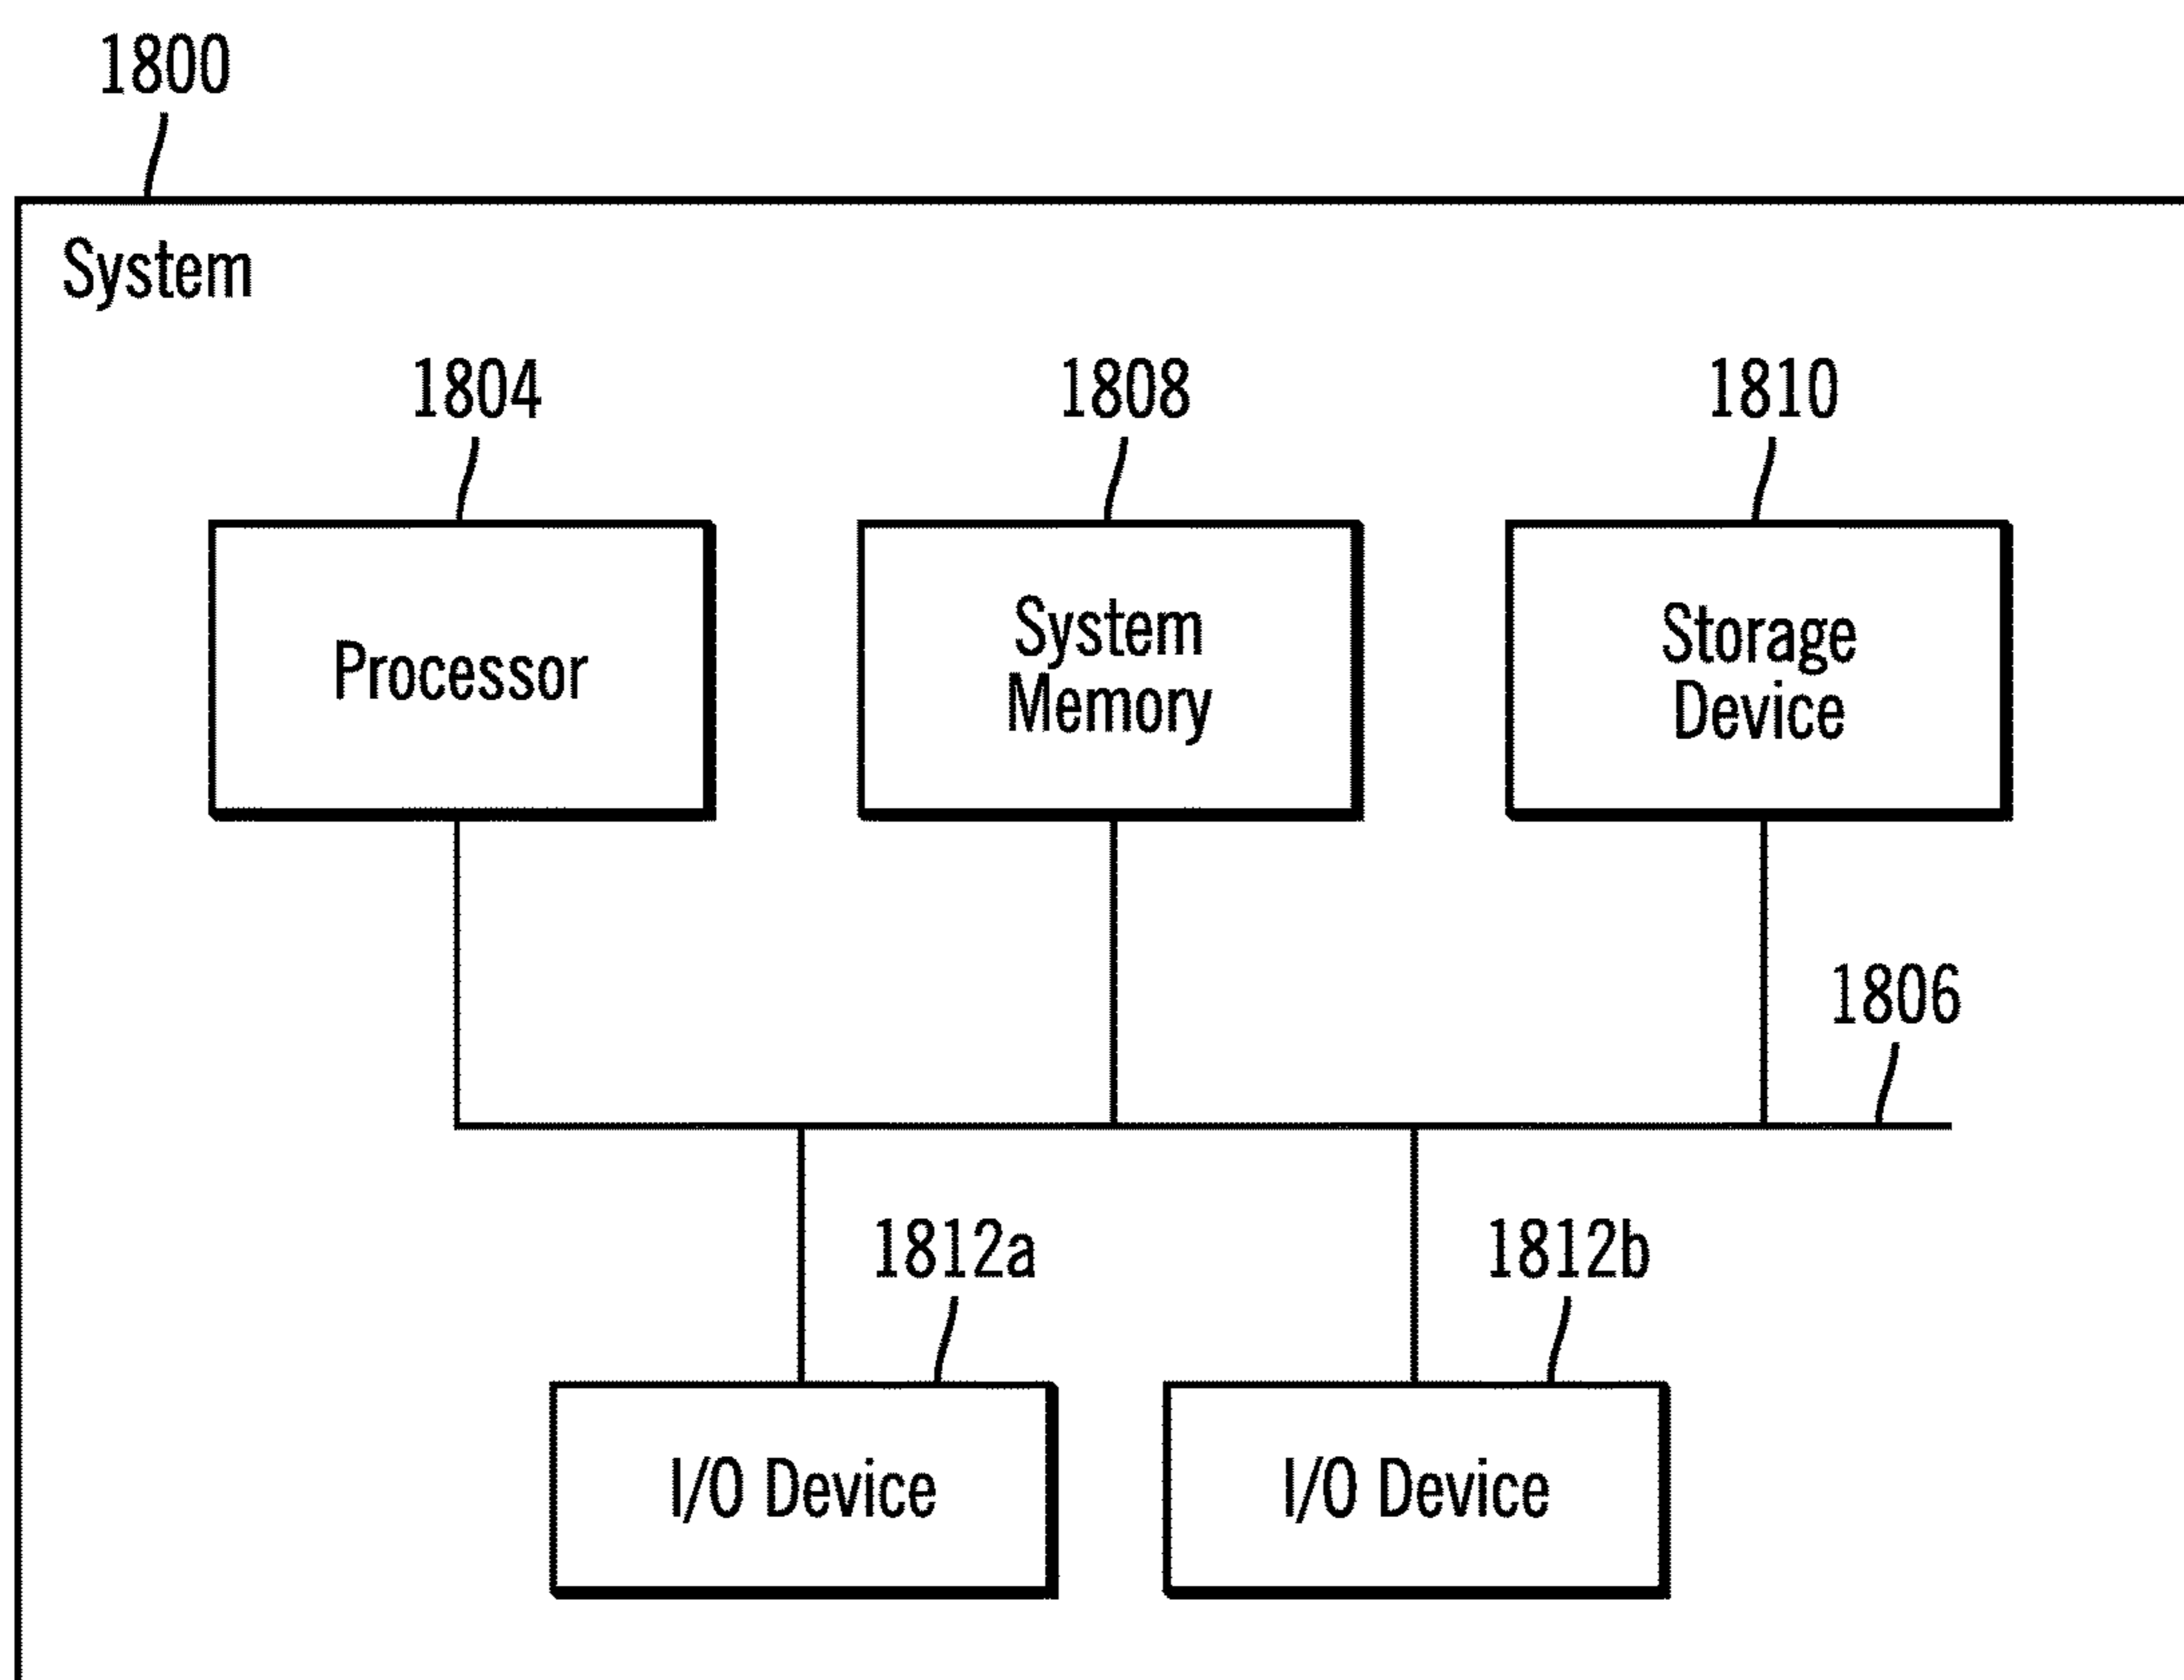 1800
System
1804
1808
1810
Processor
System
Memory
Storage
Device
1806
1812a
1812b
I/O Device
I/O Device